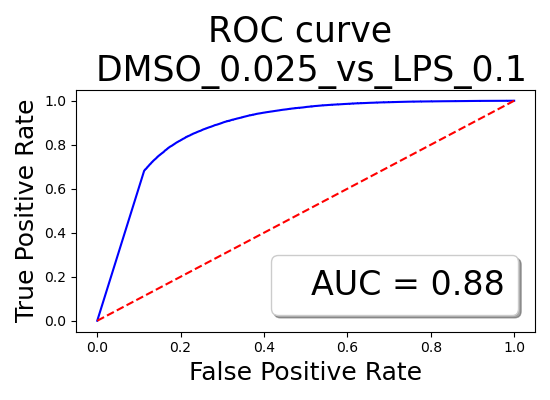 ROC curve
DMSO_0.025_vs_LPS_0.1
True Positive Rate
1.0
0.8
0.6
0.4
0.2
0.0
AUC = 0.88
0.0 0.2 0.4 0.6 0.8 1.0
False Positive Rate